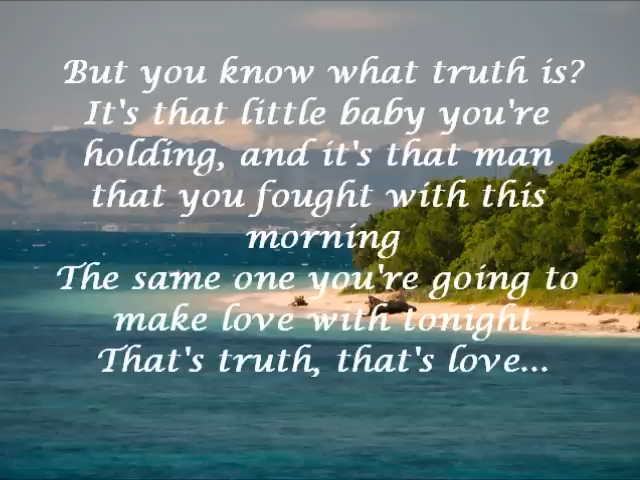 But you know what truth is?
It's that little baby you're
holding, and it's that man
that you fought with this
morning
The same one you're going to
make love with tonight
That's truth, that's love...